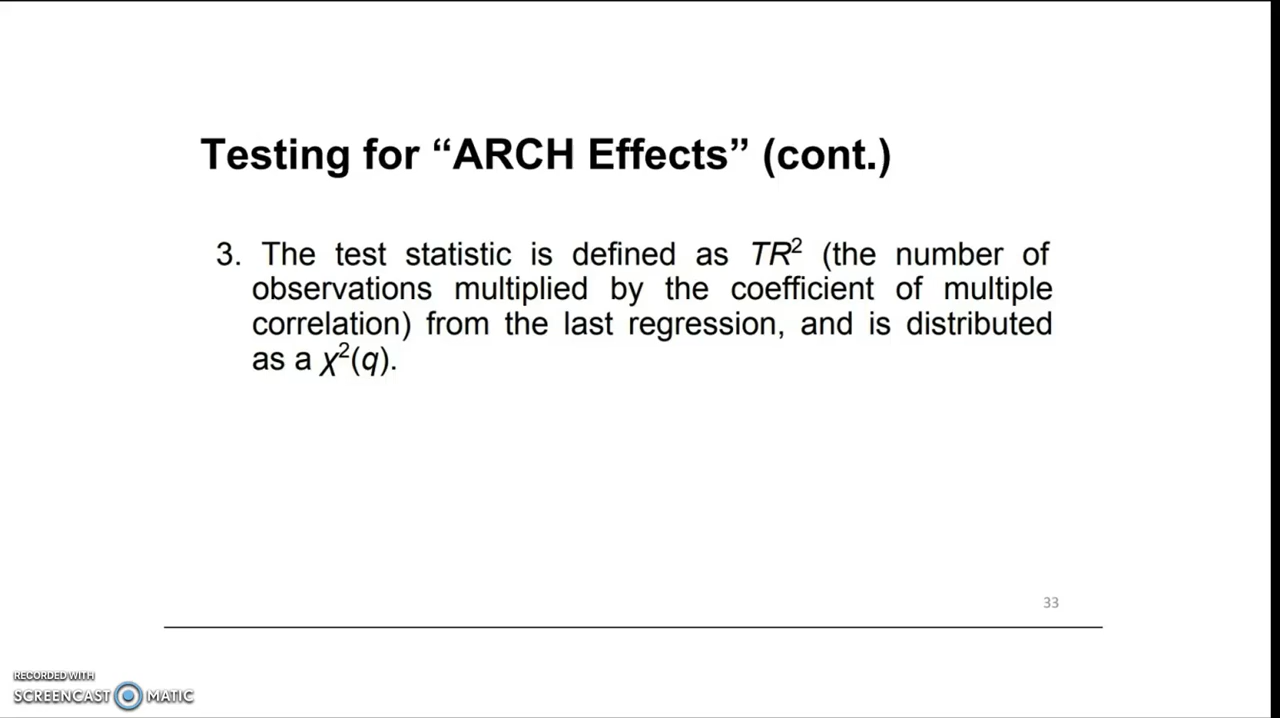 Testing for “ARCH Effects” (cont.)
3. The test statistic is defined as TR² (the number of
observations multiplied by the coefficient of multiple
correlation) from the last regression, and is distributed
as a χ²(q).
33
RECORDED WITH
SCREENCAST MATIC